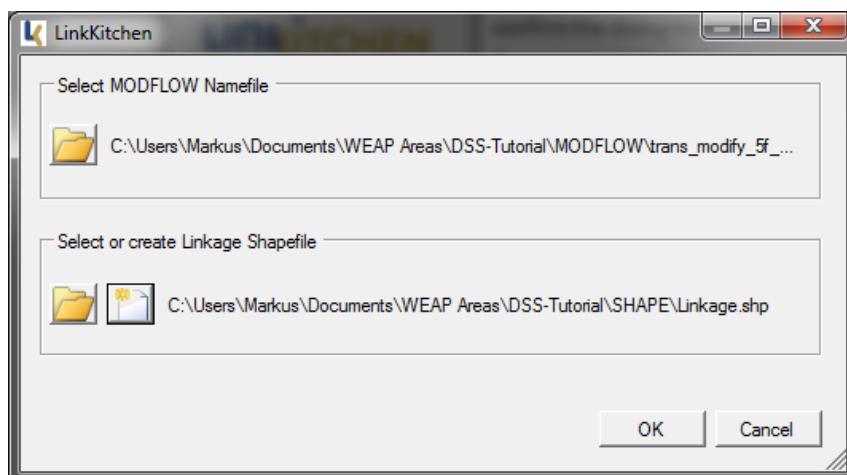 LinkKitchen
LINKITCHEN
Select MODFLOW Namefile
C:\Users\Markus\Documents\WEAP Areas\DSS-Tutorial\MODFLOW\trans_modify_5f_...
Select or create Linkage Shapefile
C:\Users\Markus\Documents\WEAP Areas\DSS-Tutorial\SHAPE\Linkage.shp
OK
Cancel